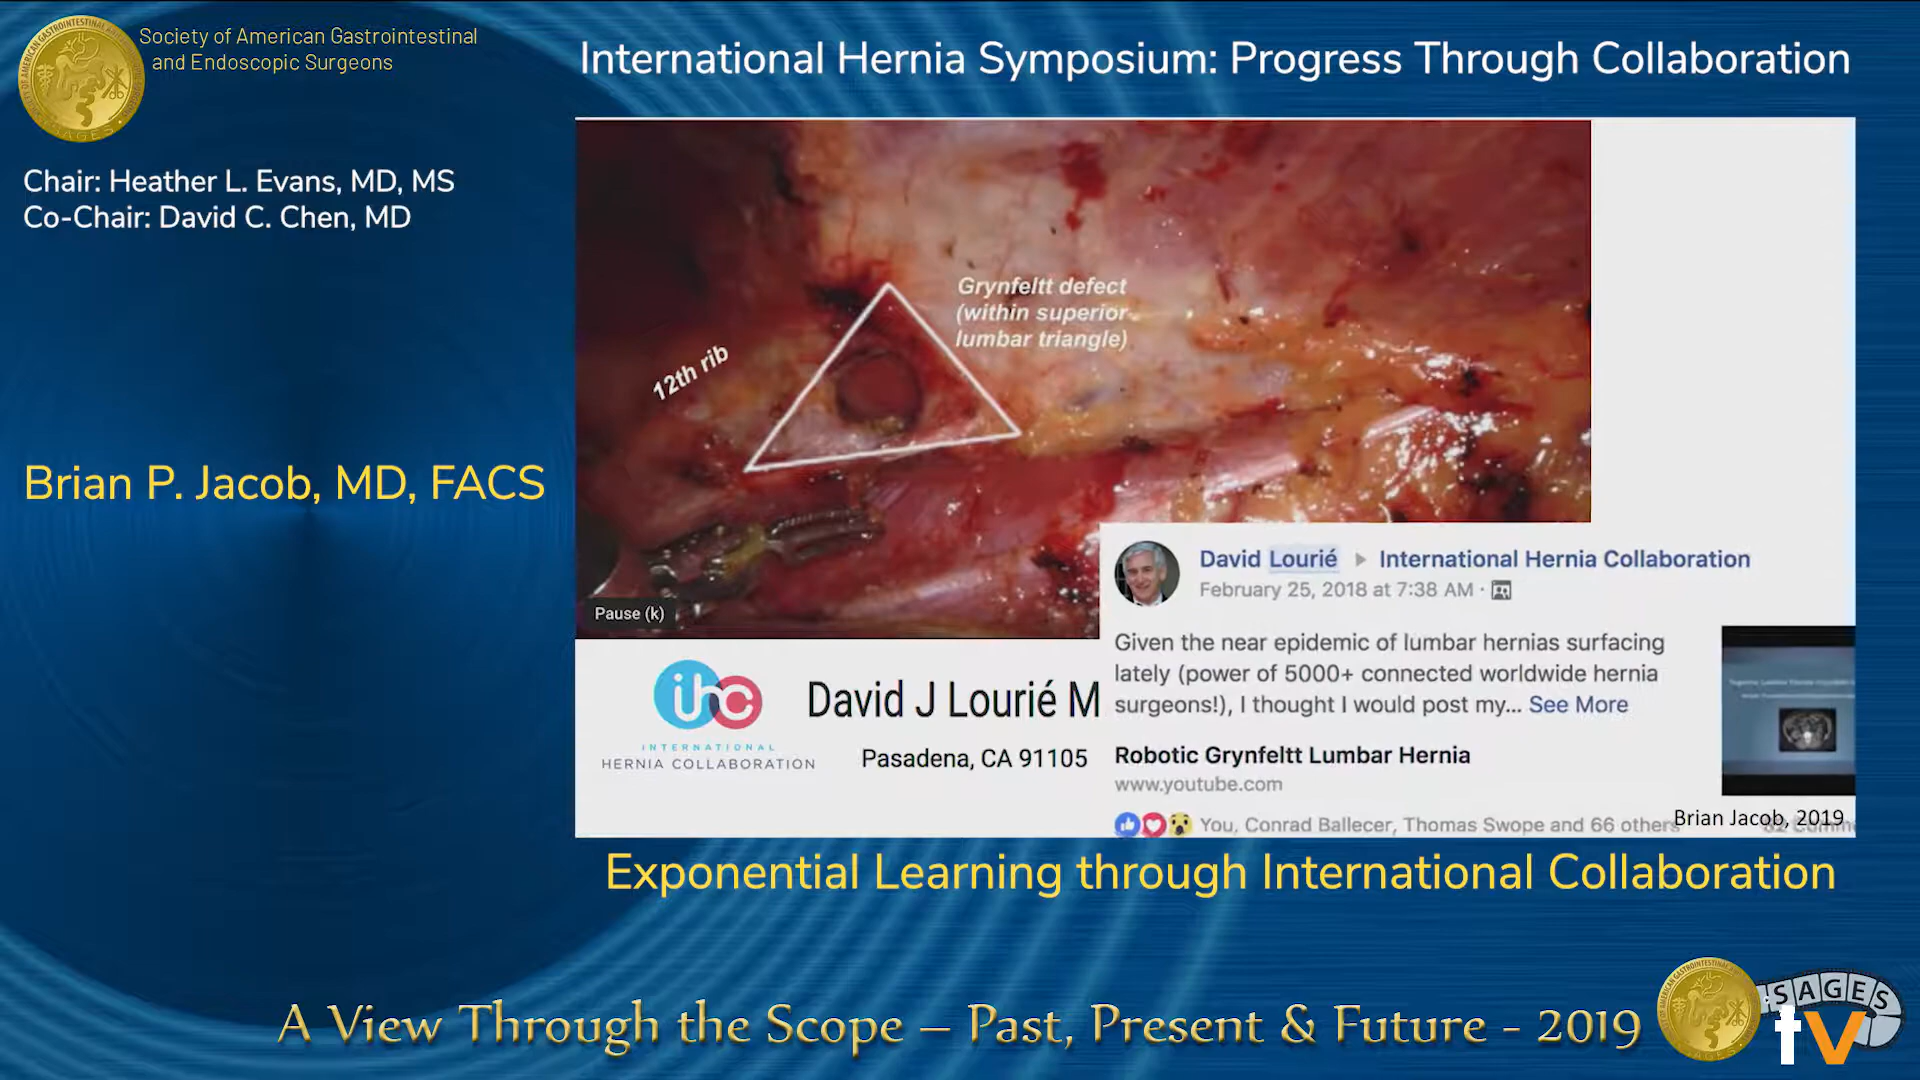 Society of American Gastrointestinal
and Endoscopic Surgeons
International Hernia Symposium: Progress Through Collaboration
Chair: Heather L. Evans, MD, MS
Co-Chair: David C. Chen, MD
Brian P. Jacob, MD, FACS
Grynfeltt defect
(within superior
lumbar triangle)
12th rib
Pause (k)
ihc
INTERNATIONAL
HERNIA COLLABORATION
David J Lourié M
Pasadena, CA 91105
David Lourié ▸ International Hernia Collaboration
February 25, 2018 at 7:38 AM ·
Given the near epidemic of lumbar hernias surfacing
lately (power of 5000+ connected worldwide hernia
surgeons!), I thought I would post my... See More
Robotic Grynfeltt Lumbar Hernia
www.youtube.com
You, Conrad Ballecer, Thomas Swope and 66 others
Brian Jacob, 2019
Exponential Learning through International Collaboration
A View Through the Scope – Past, Present & Future - 2019
SAGES
tv